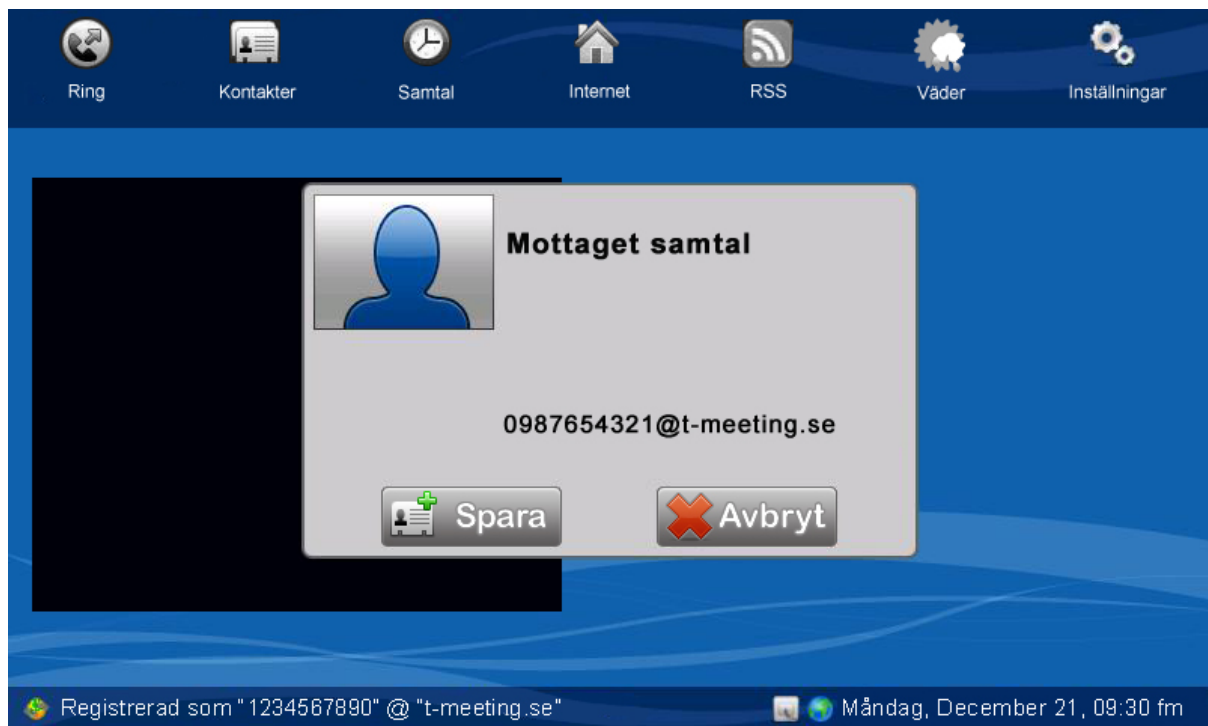 Ring Kontakter Samtal Internet RSS Väder Inställningar
Mottaget samtal
0987654321@t-meeting.se
Spara Avbryt
Registrerad som "1234567890" @ "t-meeting.se" Måndag, December 21, 09:30 fm